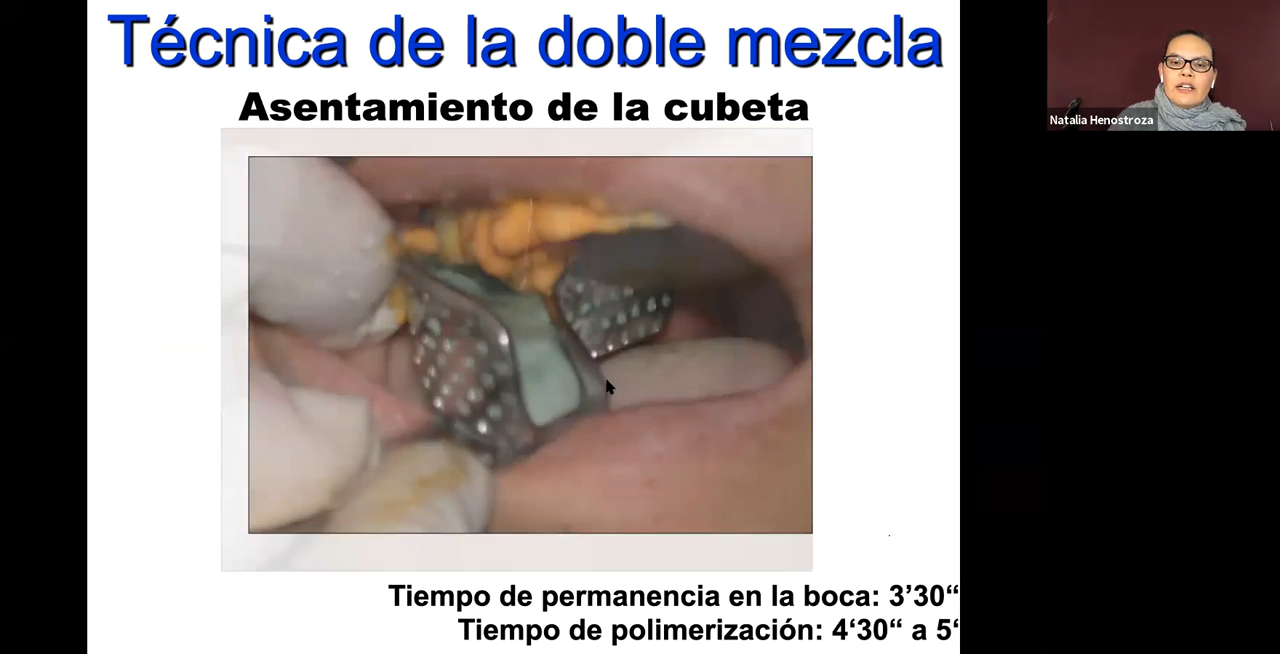 Técnica de la doble mezcla
Asentamiento de la cubeta
Natalia Henostroza
Tiempo de permanencia en la boca: 3’30“
Tiempo de polimerización: 4‘30“ a 5‘